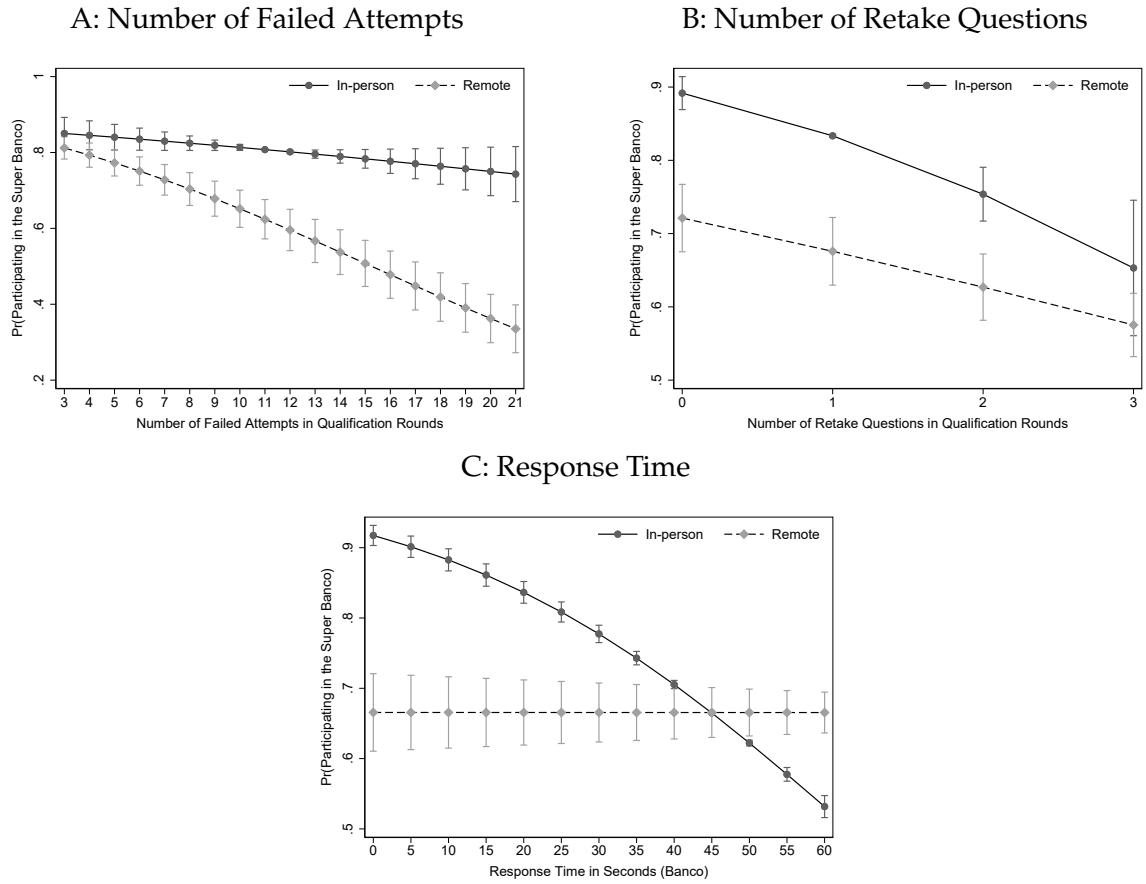 A: Number of Failed Attempts
In-person Remote
Pr(Participating in the Super Banco)
1
.8
.6
.4
.2
3 4 5 6 7 8 9 10 11 12 13 14 15 16 17 18 19 20 21
Number of Failed Attempts in Qualification Rounds
B: Number of Retake Questions
In-person Remote
Pr(Participating in the Super Banco)
.9
.8
.7
.6
.5
0 1 2 3
Number of Retake Questions in Qualification Rounds
C: Response Time
In-person Remote
Pr(Participating in the Super Banco)
.9
.8
.7
.6
.5
0 5 10 15 20 25 30 35 40 45 50 55 60
Response Time in Seconds (Banco)